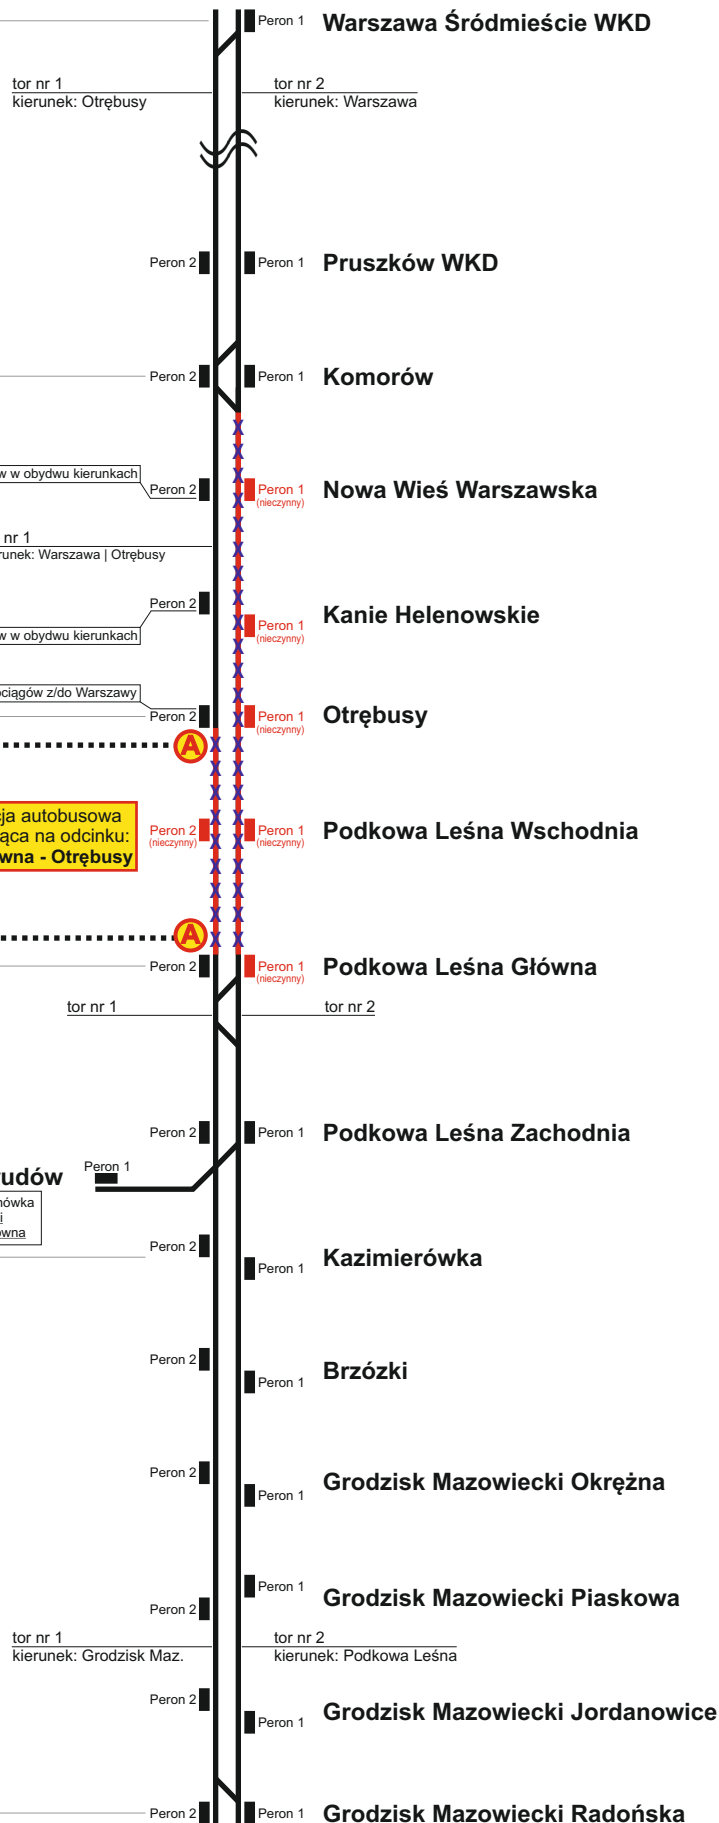 Peron 1 Warszawa Śródmieście WKD
tor nr 1
kierunek: Otrębusy
tor nr 2
kierunek: Warszawa
Peron 2 Peron 1 Pruszków WKD
Peron 2 Peron 1 Komorów
w obydwu kierunkach
Peron 2 Peron 1 Nowa Wieś Warszawska
(nieczynny)
nr 1
Warszawa | Otrębusy
Peron 2
Peron 1 Kanie Helenowskie
(nieczynny)
w obydwu kierunkach
z/do Warszawy
Peron 2 Peron 1 Otrębusy
(nieczynny)
A
autobusowa
na odcinku:
- Otrębusy
Peron 2 Peron 1 Podkowa Leśna Wschodnia
(nieczynny) (nieczynny)
A
Peron 2 Peron 1 Podkowa Leśna Główna
(nieczynny)
tor nr 1 tor nr 2
Peron 2 Peron 1 Podkowa Leśna Zachodnia
Peron 1
Peron 2
Peron 1 Kazimierówka
Peron 2
Peron 1 Brzózki
Peron 2
Peron 1 Grodzisk Mazowiecki Okrężna
Peron 1
Peron 2 Grodzisk Mazowiecki Piaskowa
tor nr 1
kierunek: Grodzisk Maz.
tor nr 2
kierunek: Podkowa Leśna
Peron 2
Peron 1 Grodzisk Mazowiecki Jordanowice
Peron 2 Peron 1 Grodzisk Mazowiecki Radońska